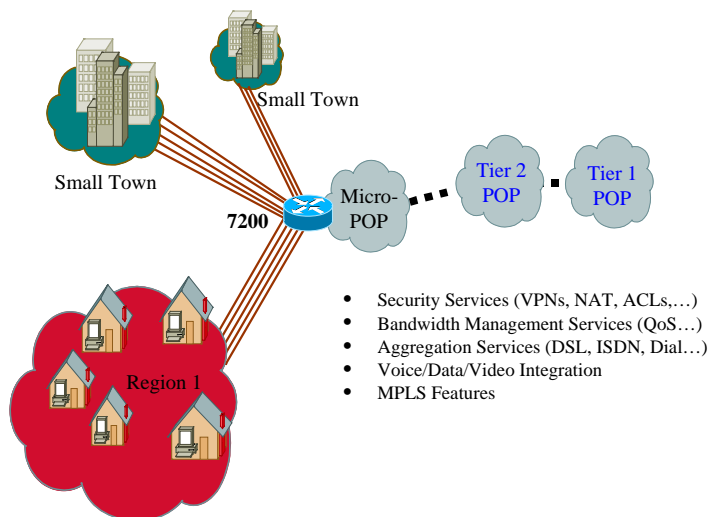 Small Town
Small Town
Micro-
POP
Tier 2
POP
Tier 1
POP
7200
Region 1
• Security Services (VPNs, NAT, ACLs,…)
• Bandwidth Management Services (QoS…)
• Aggregation Services (DSL, ISDN, Dial…)
• Voice/Data/Video Integration
• MPLS Features